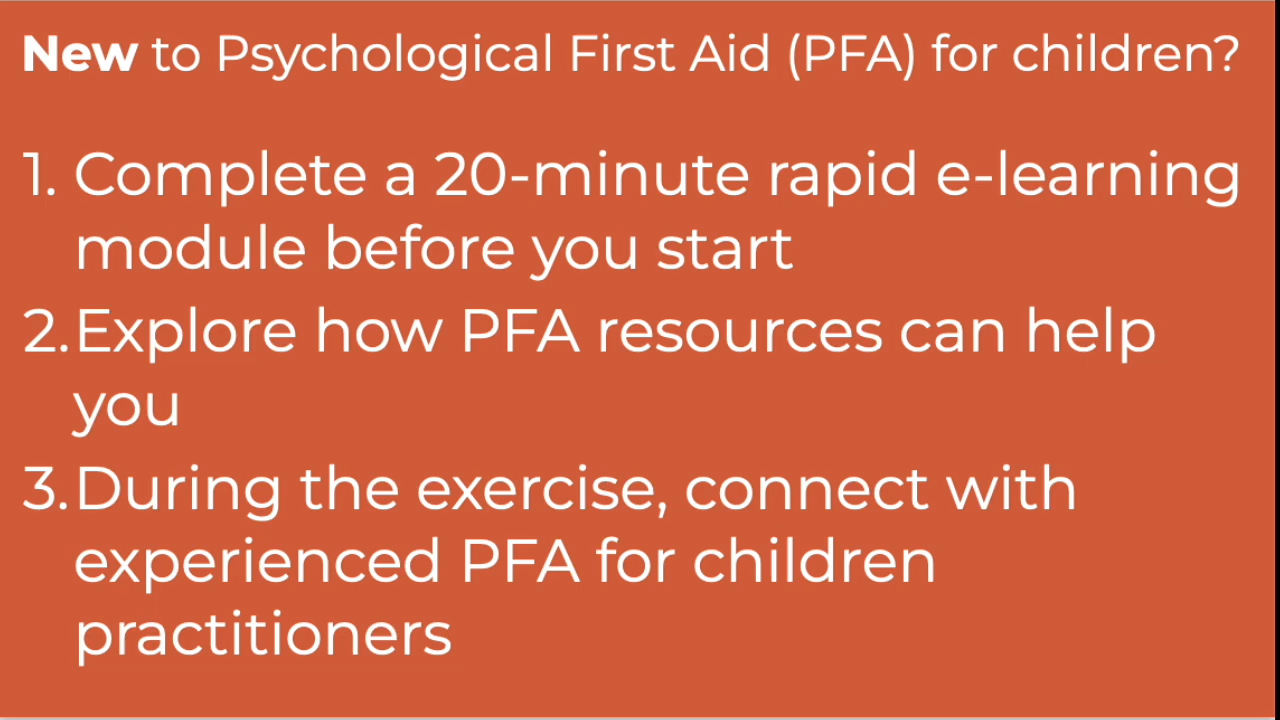 New to Psychological First Aid (PFA) for children?
1. Complete a 20-minute rapid e-learning
module before you start
2. Explore how PFA resources can help
you
3. During the exercise, connect with
experienced PFA for children
practitioners